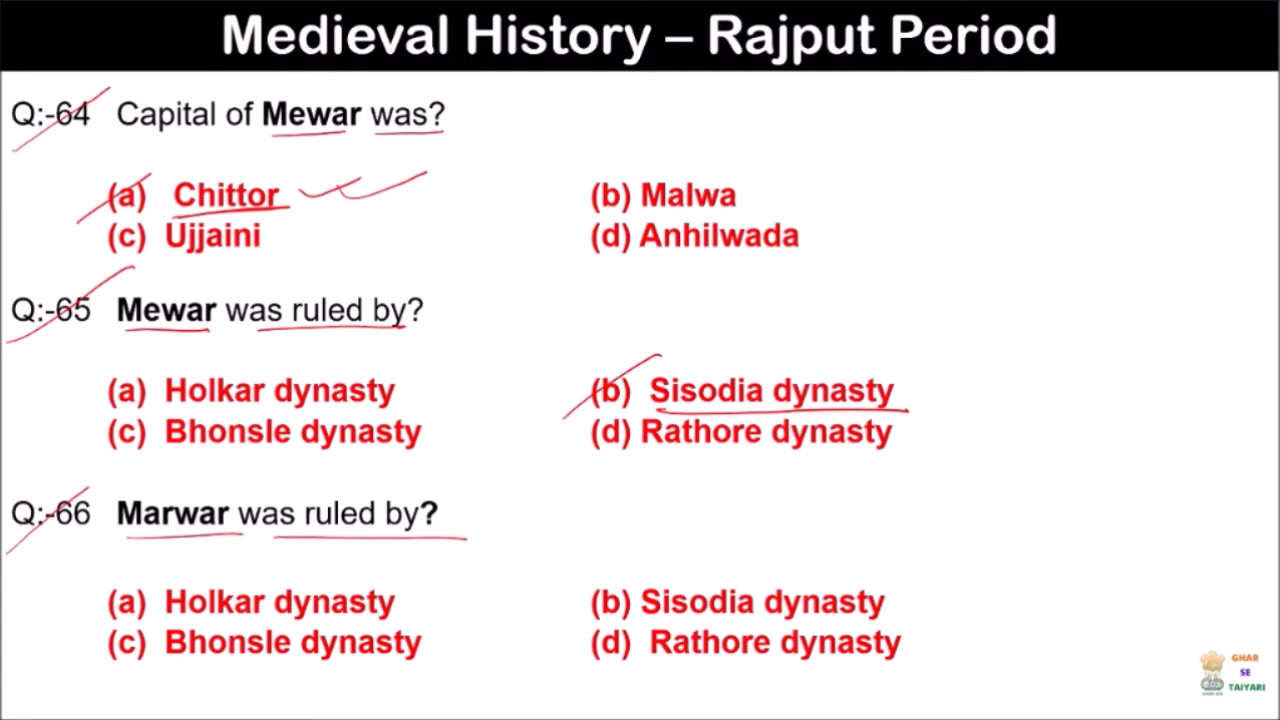 Medieval History – Rajput Period
Q:-64 Capital of Mewar was?
(a) Chittor (b) Malwa
(c) Ujjaini (d) Anhilwada
Q:-65 Mewar was ruled by?
(a) Holkar dynasty (b) Sisodia dynasty
(c) Bhonsle dynasty (d) Rathore dynasty
Q:-66 Marwar was ruled by?
(a) Holkar dynasty (b) Sisodia dynasty
(c) Bhonsle dynasty (d) Rathore dynasty
GHAR
SE
TAIYARI